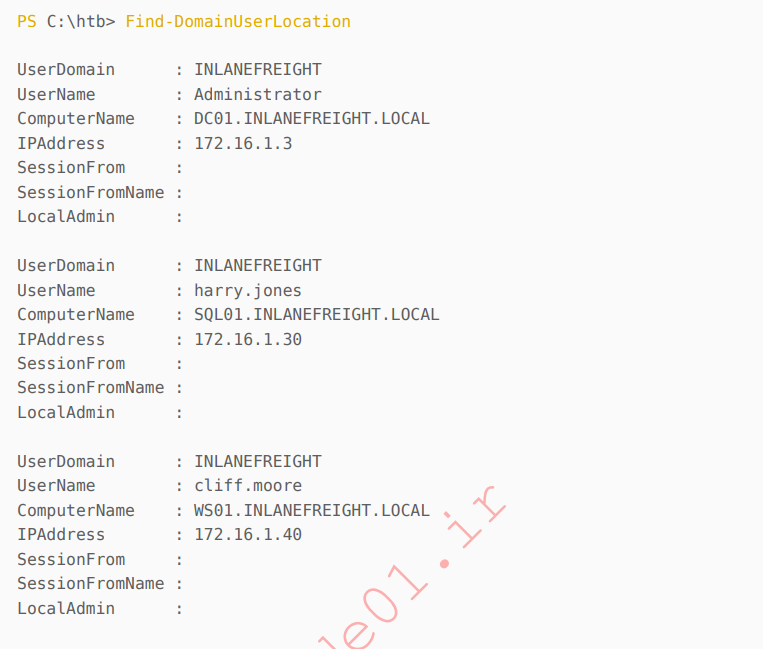 PS C:\htb> Find-DomainUserLocation
UserDomain : INLANEFREIGHT
UserName : Administrator
ComputerName : DC01.INLANEFREIGHT.LOCAL
IPAddress : 172.16.1.3
SessionFrom :
SessionFromName :
LocalAdmin :
UserDomain : INLANEFREIGHT
UserName : harry.jones
ComputerName : SQL01.INLANEFREIGHT.LOCAL
IPAddress : 172.16.1.30
SessionFrom :
SessionFromName :
LocalAdmin :
UserDomain : INLANEFREIGHT
UserName : cliff.moore
ComputerName : WS01.INLANEFREIGHT.LOCAL
IPAddress : 172.16.1.40
SessionFrom :
SessionFromName :
LocalAdmin :